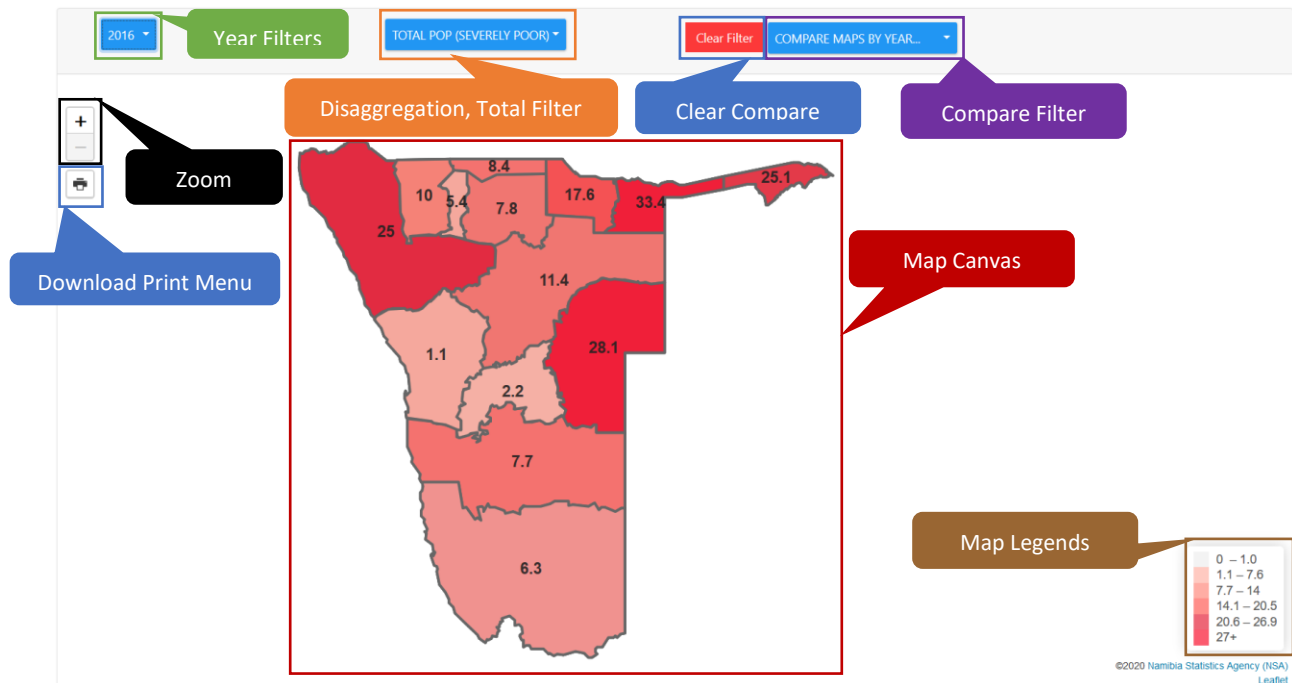 2016
Year Filters
TOTAL POP (SEVERELY POOR)
Clear Filter
COMPARE MAPS BY YEAR...
Disaggregation, Total Filter
Clear Compare
Compare Filter
+
−
Zoom
Download Print Menu
8.4
25.1
10
5.4
7.8
17.6
33.4
25
Map Canvas
11.4
1.1
28.1
2.2
7.7
6.3
Map Legends
0 – 1.0
1.1 – 7.6
7.7 – 14
14.1 – 20.5
20.6 – 26.9
27+
©2020 Namibia Statistics Agency (NSA)
Leaflet